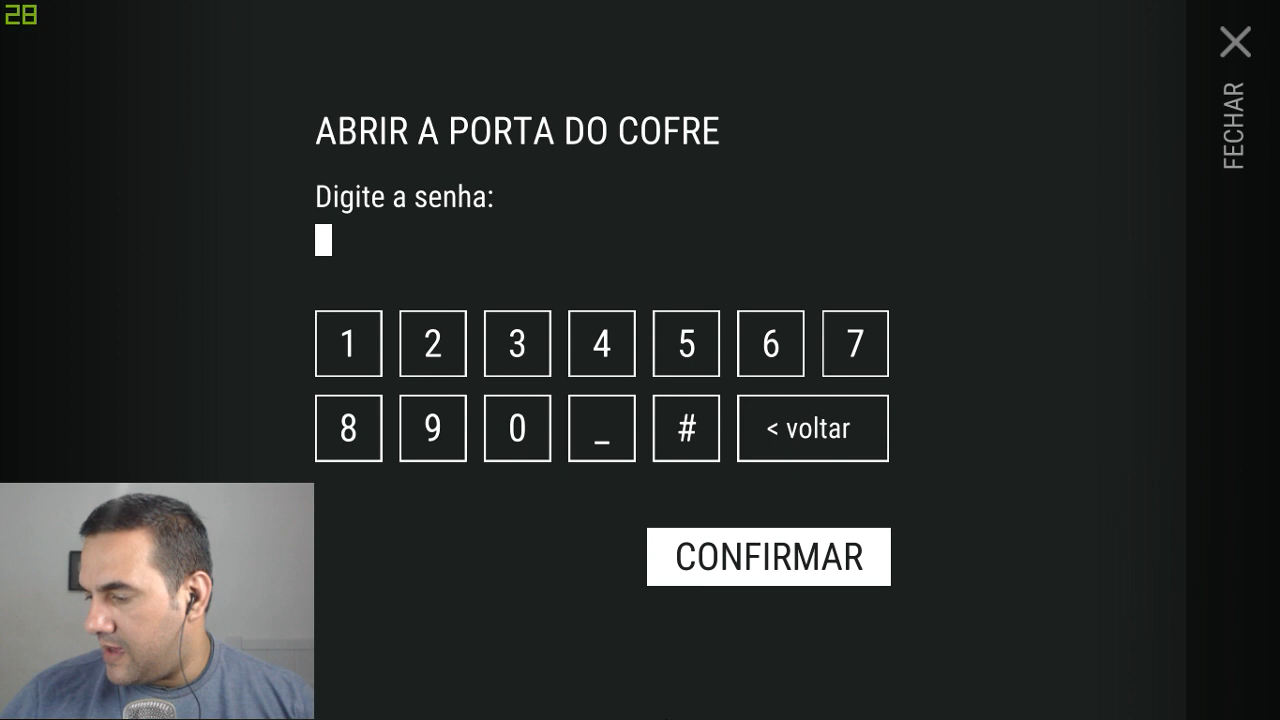 28
FECHAR
ABRIR A PORTA DO COFRE
Digite a senha:
1 2 3 4 5 6 7
8 9 0 _ # < voltar
CONFIRMAR